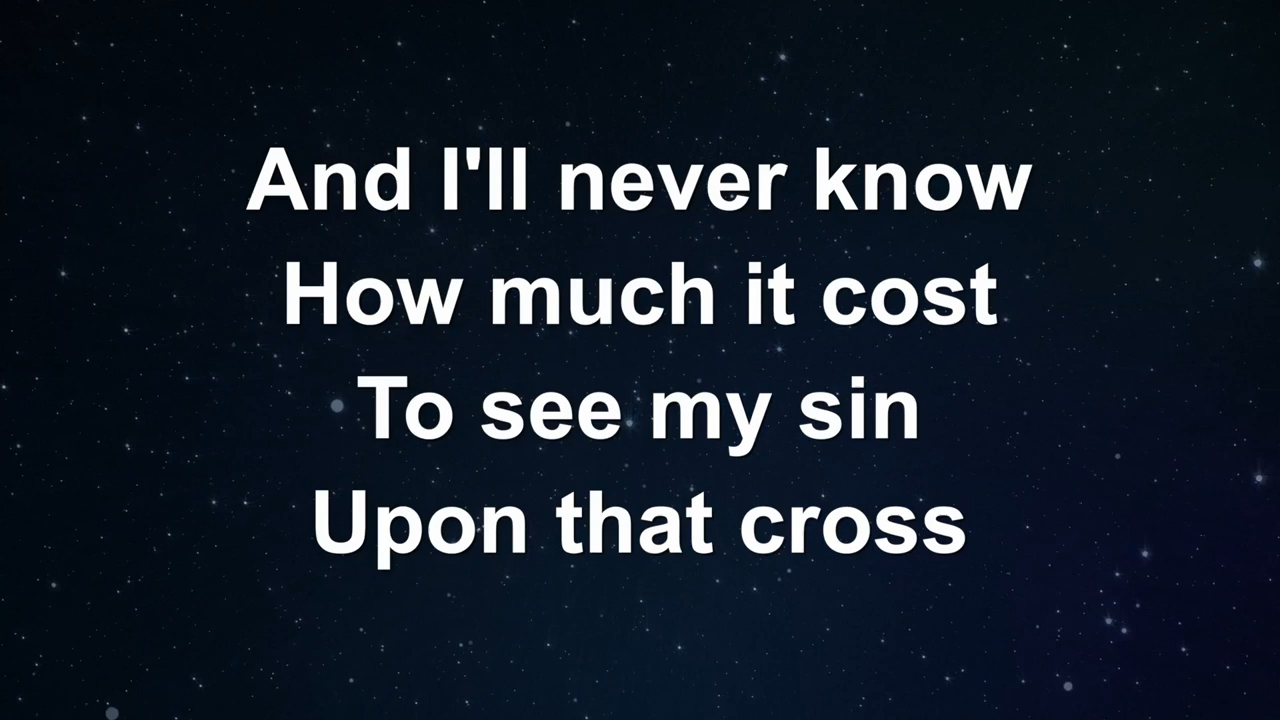 And I'll never know
How much it cost
To see my sin
Upon that cross